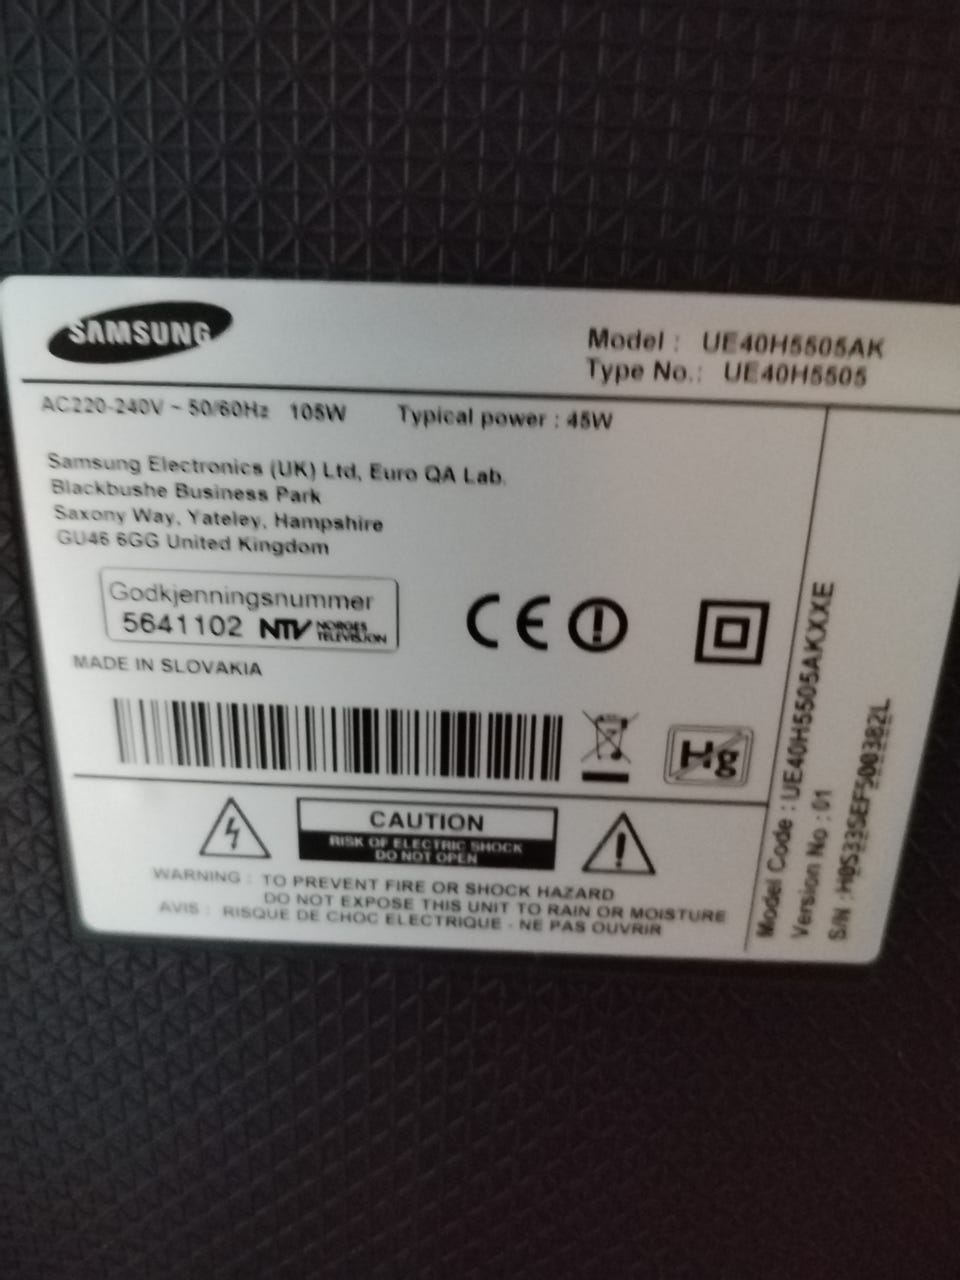 SAMSUNG
Model : UE40H5505AK
Type No.: UE40H5505
AC220-240V ~ 50/60Hz 105W Typical power : 45W
Samsung Electronics (UK) Ltd, Euro QA Lab.
Blackbushe Business Park
Saxony Way, Yateley, Hampshire
GU46 6GG United Kingdom
Godkjenningsnummer
5641102 NTV NORGES TELEVISJON
CE
MADE IN SLOVAKIA
Hg
CAUTION
RISK OF ELECTRIC SHOCK
DO NOT OPEN
WARNING : TO PREVENT FIRE OR SHOCK HAZARD
DO NOT EXPOSE THIS UNIT TO RAIN OR MOISTURE
AVIS : RISQUE DE CHOC ELECTRIQUE - NE PAS OUVRIR
Model Code : UE40H5505AKXXE
Version No : 01
S/N :